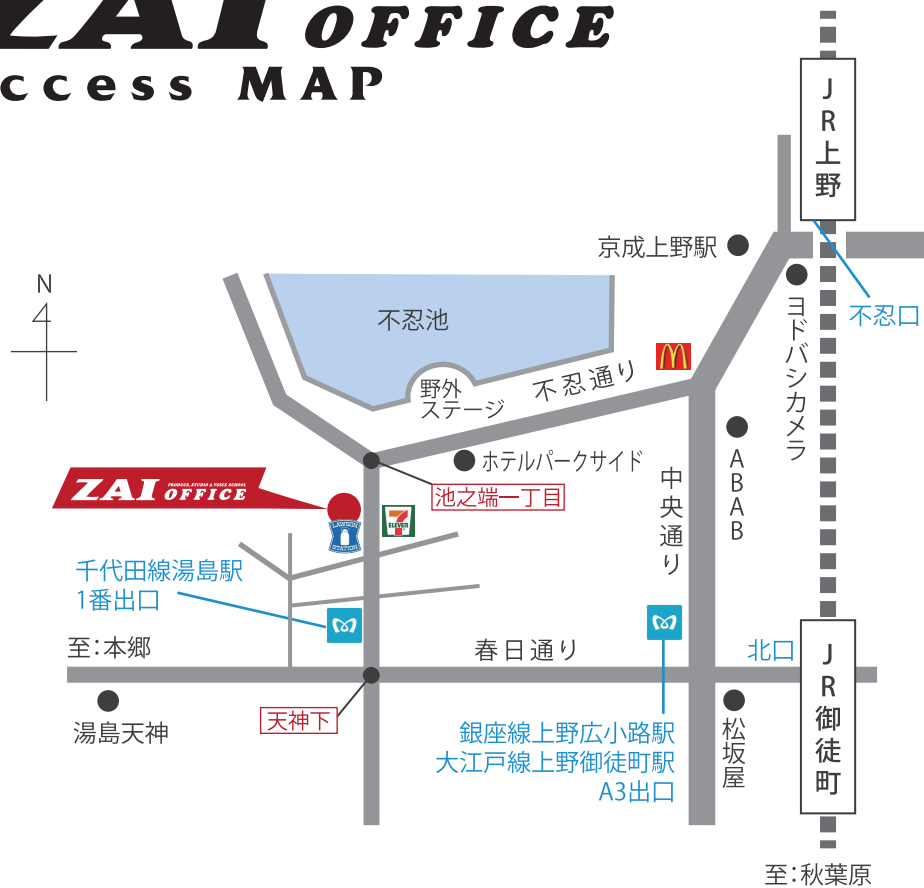 ZAI OFFICE
ccess MAP
JR上野
京成上野駅
N
不忍口
ヨドバシカメラ
不忍池
野外
ステージ
不忍通り
ホテルパークサイド
ABAB
中央通り
池之端一丁目
ZAI OFFICE
PRODUCE, STUDIO & VOICE SCHOOL
LAWSON
STATION
7
ELEVEN
千代田線湯島駅
1番出口
至:本郷
春日通り
北口
JR御徒町
湯島天神
天神下
銀座線上野広小路駅
大江戸線上野御徒町駅
A3出口
松坂屋
至:秋葉原